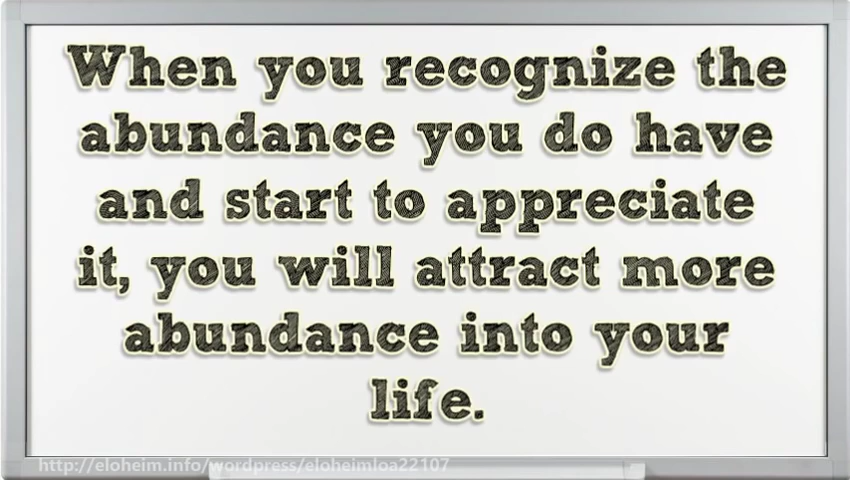 When you recognize the
abundance you do have
and start to appreciate
it, you will attract more
abundance into your
life.
http://eloheim.info/wordpress/eloheimloa22107